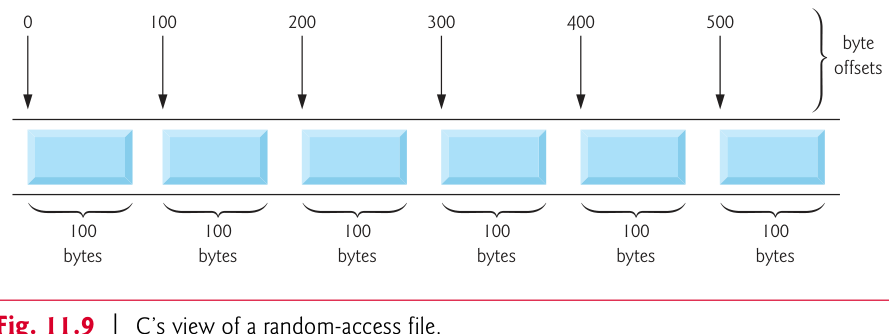 0 100 200 300 400 500
byte
offsets
100 100 100 100 100 100
bytes bytes bytes bytes bytes bytes
Fig. 11.9 | C's view of a random-access file.